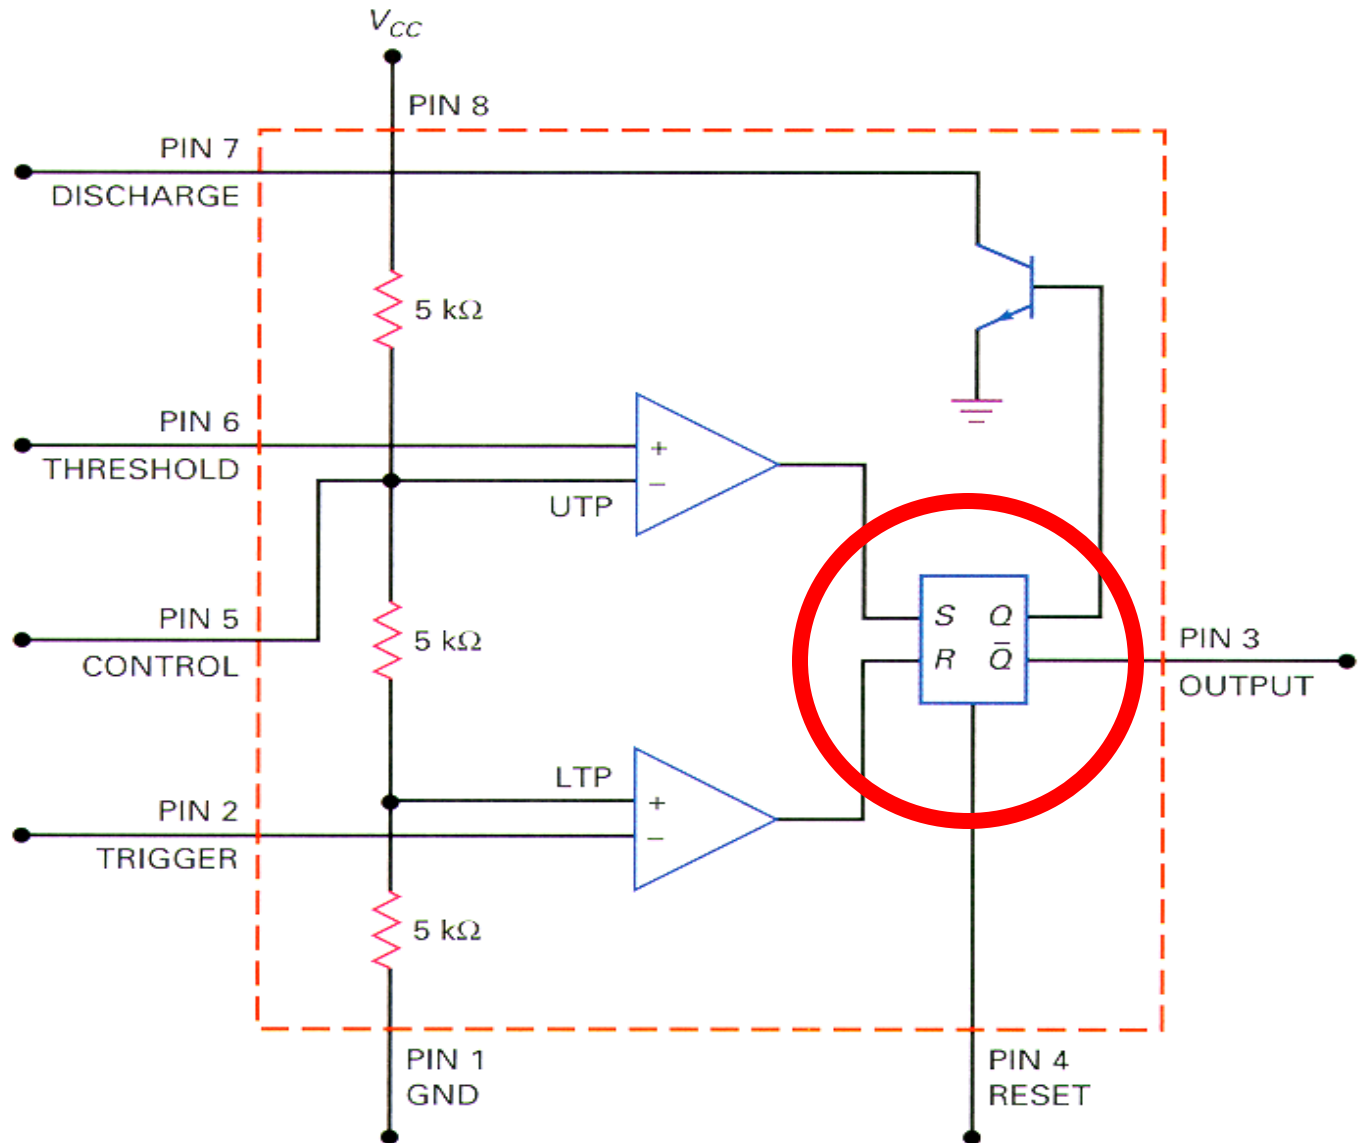 V_CC
PIN 8
PIN 7
DISCHARGE
5 kΩ
PIN 6
THRESHOLD
+
−
UTP
PIN 5
CONTROL
5 kΩ
S Q
R Q̄
PIN 3
OUTPUT
LTP
+
−
PIN 2
TRIGGER
5 kΩ
PIN 1
GND
PIN 4
RESET